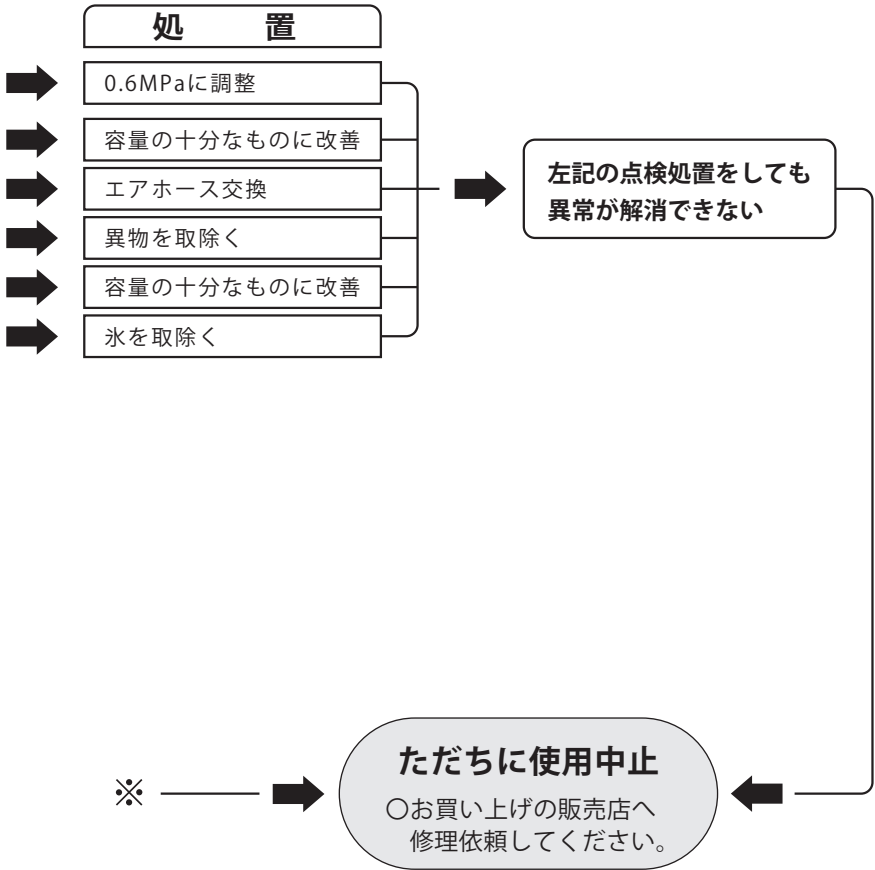 処　置
0.6MPaに調整
容量の十分なものに改善
エアホース交換
異物を取除く
容量の十分なものに改善
氷を取除く
左記の点検処置をしても
異常が解消できない
※
ただちに使用中止
〇お買い上げの販売店へ
修理依頼してください。